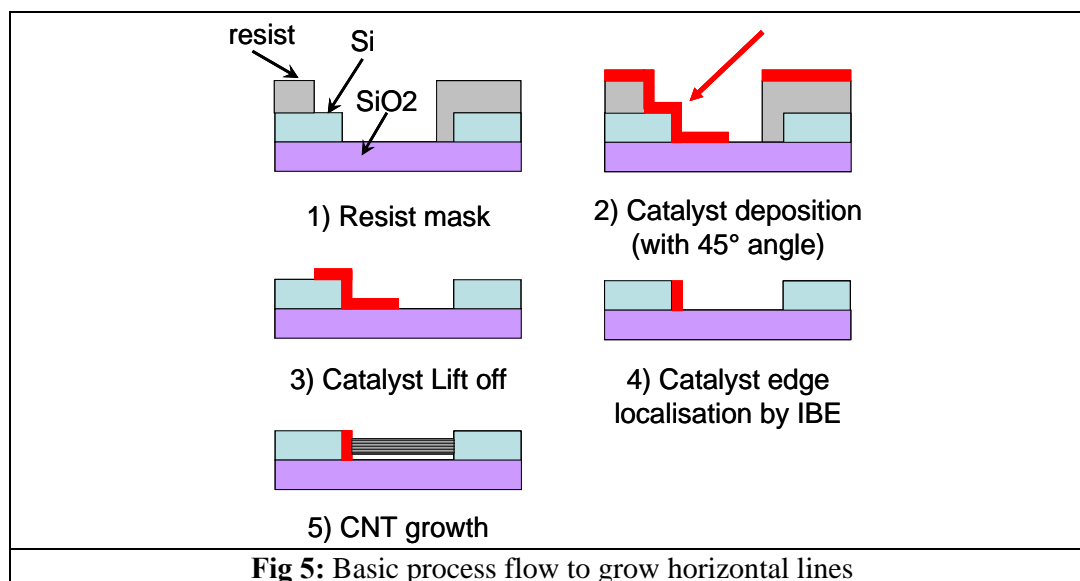 resist
Si
SiO2
1) Resist mask
2) Catalyst deposition
(with 45° angle)
3) Catalyst Lift off
4) Catalyst edge
localisation by IBE
5) CNT growth
Fig 5: Basic process flow to grow horizontal lines